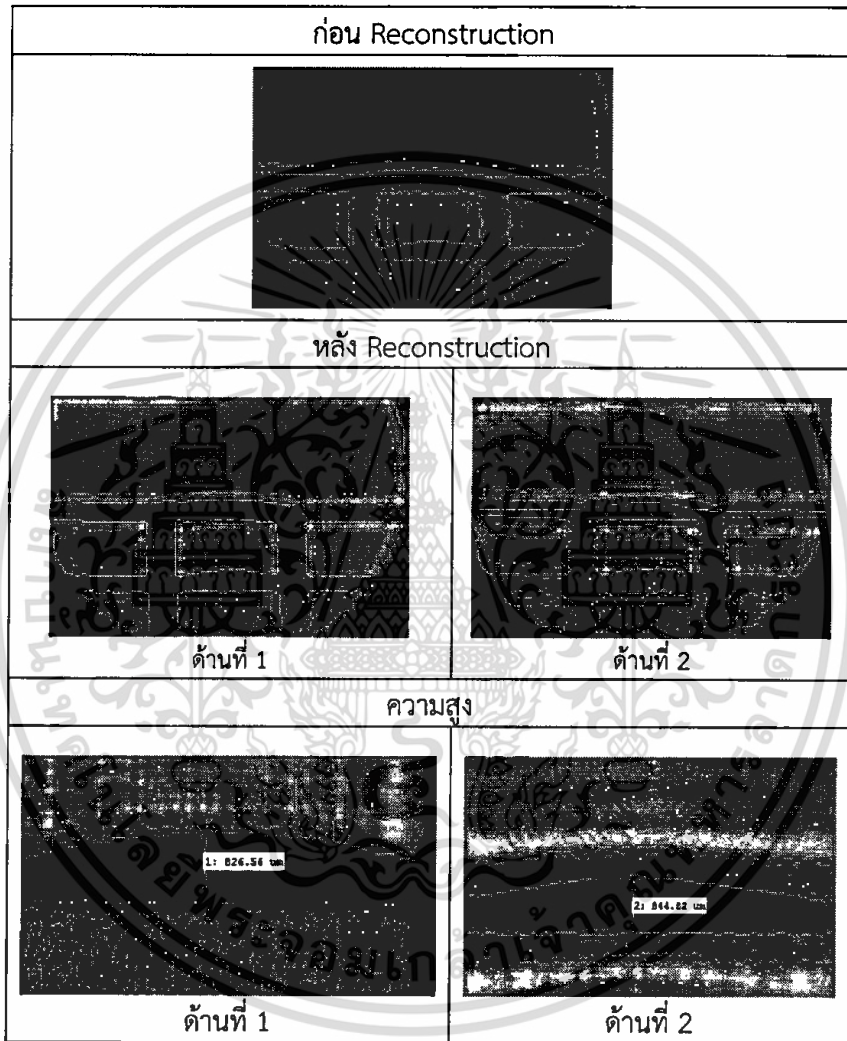 ก่อน Reconstruction
หลัง Reconstruction
ด้านที่ 1
ด้านที่ 2
ความสูง
1: 826.56 um
2: 844.82 um
ด้านที่ 1
ด้านที่ 2